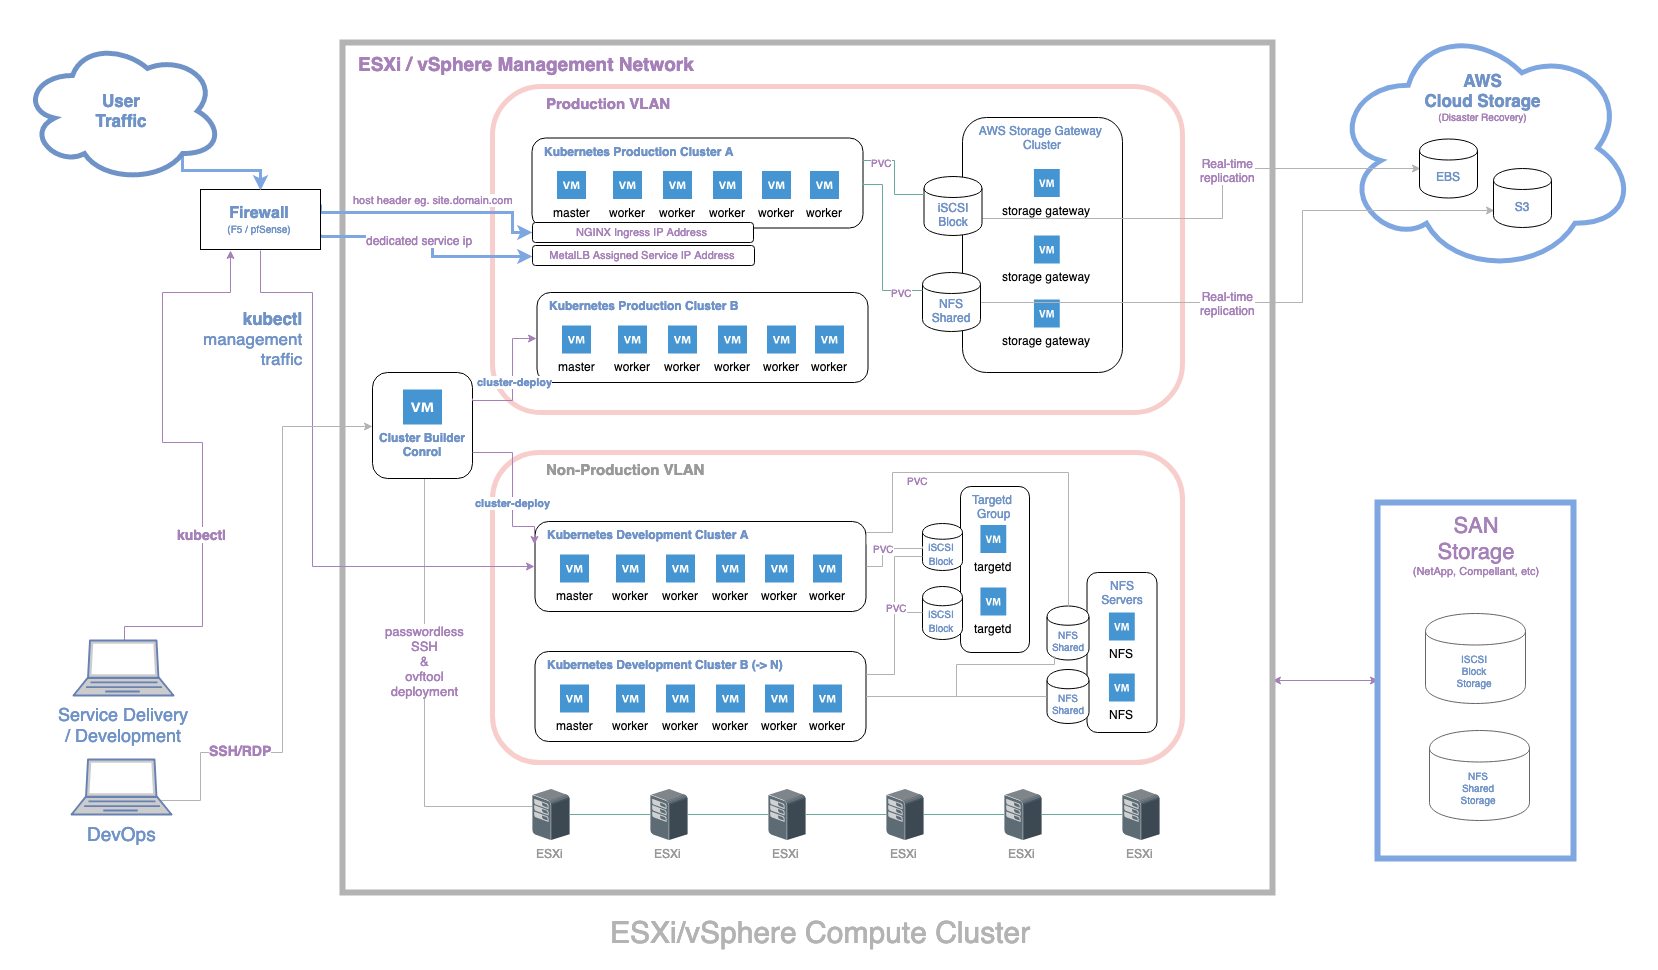 ESXi / vSphere Management Network
User
Traffic
Firewall
(F5 / pfSense)
host header eg. site.domain.com
dedicated service ip
kubectl
management
traffic
kubectl
Service Delivery
/ Development
SSH/RDP
DevOps
VM
Cluster Builder
Conrol
cluster-deploy
cluster-deploy
passwordless
SSH
&
ovftool
deployment
Production VLAN
Kubernetes Production Cluster A
VM VM VM VM VM VM
master worker worker worker worker worker
NGINX Ingress IP Address
MetalLB Assigned Service IP Address
Kubernetes Production Cluster B
VM VM VM VM VM VM
master worker worker worker worker worker
PVC
PVC
iSCSI
Block
NFS
Shared
AWS Storage Gateway
Cluster
VM
storage gateway
VM
storage gateway
VM
storage gateway
Real-time
replication
Real-time
replication
AWS
Cloud Storage
(Disaster Recovery)
EBS
S3
Non-Production VLAN
Kubernetes Development Cluster A
VM VM VM VM VM VM
master worker worker worker worker worker
Kubernetes Development Cluster B (-> N)
VM VM VM VM VM VM
master worker worker worker worker worker
PVC
PVC
PVC
iSCSI
Block
iSCSI
Block
Targetd
Group
VM
targetd
VM
targetd
NFS
Shared
NFS
Shared
NFS
Servers
VM
NFS
VM
NFS
ESXi ESXi ESXi ESXi ESXi ESXi
SAN
Storage
(NetApp, Compellant, etc)
iSCSI
Block
Storage
NFS
Shared
Storage
ESXi/vSphere Compute Cluster